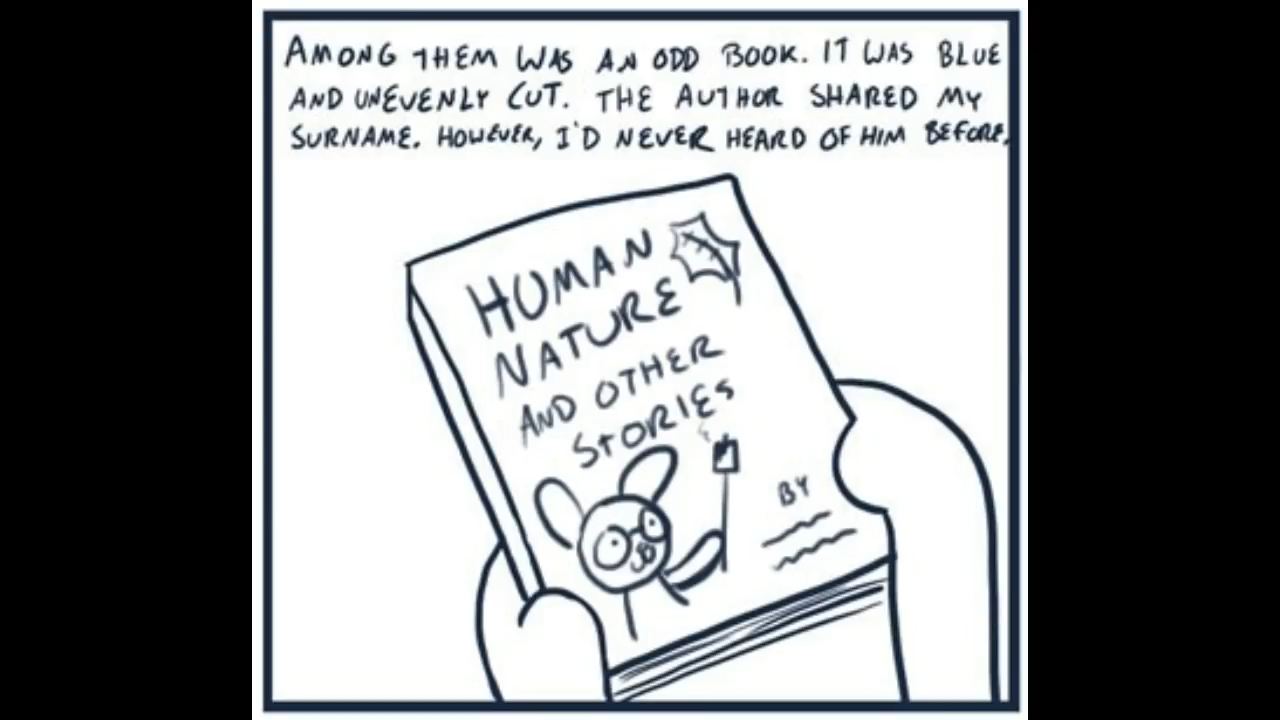 AMONG THEM WAS AN ODD BOOK. IT WAS BLUE
AND UNEVENLY CUT. THE AUTHOR SHARED MY
SURNAME. HOWEVER, I'D NEVER HEARD OF HIM BEFORE.
HUMAN
NATURE
AND OTHER
STORIES
BY